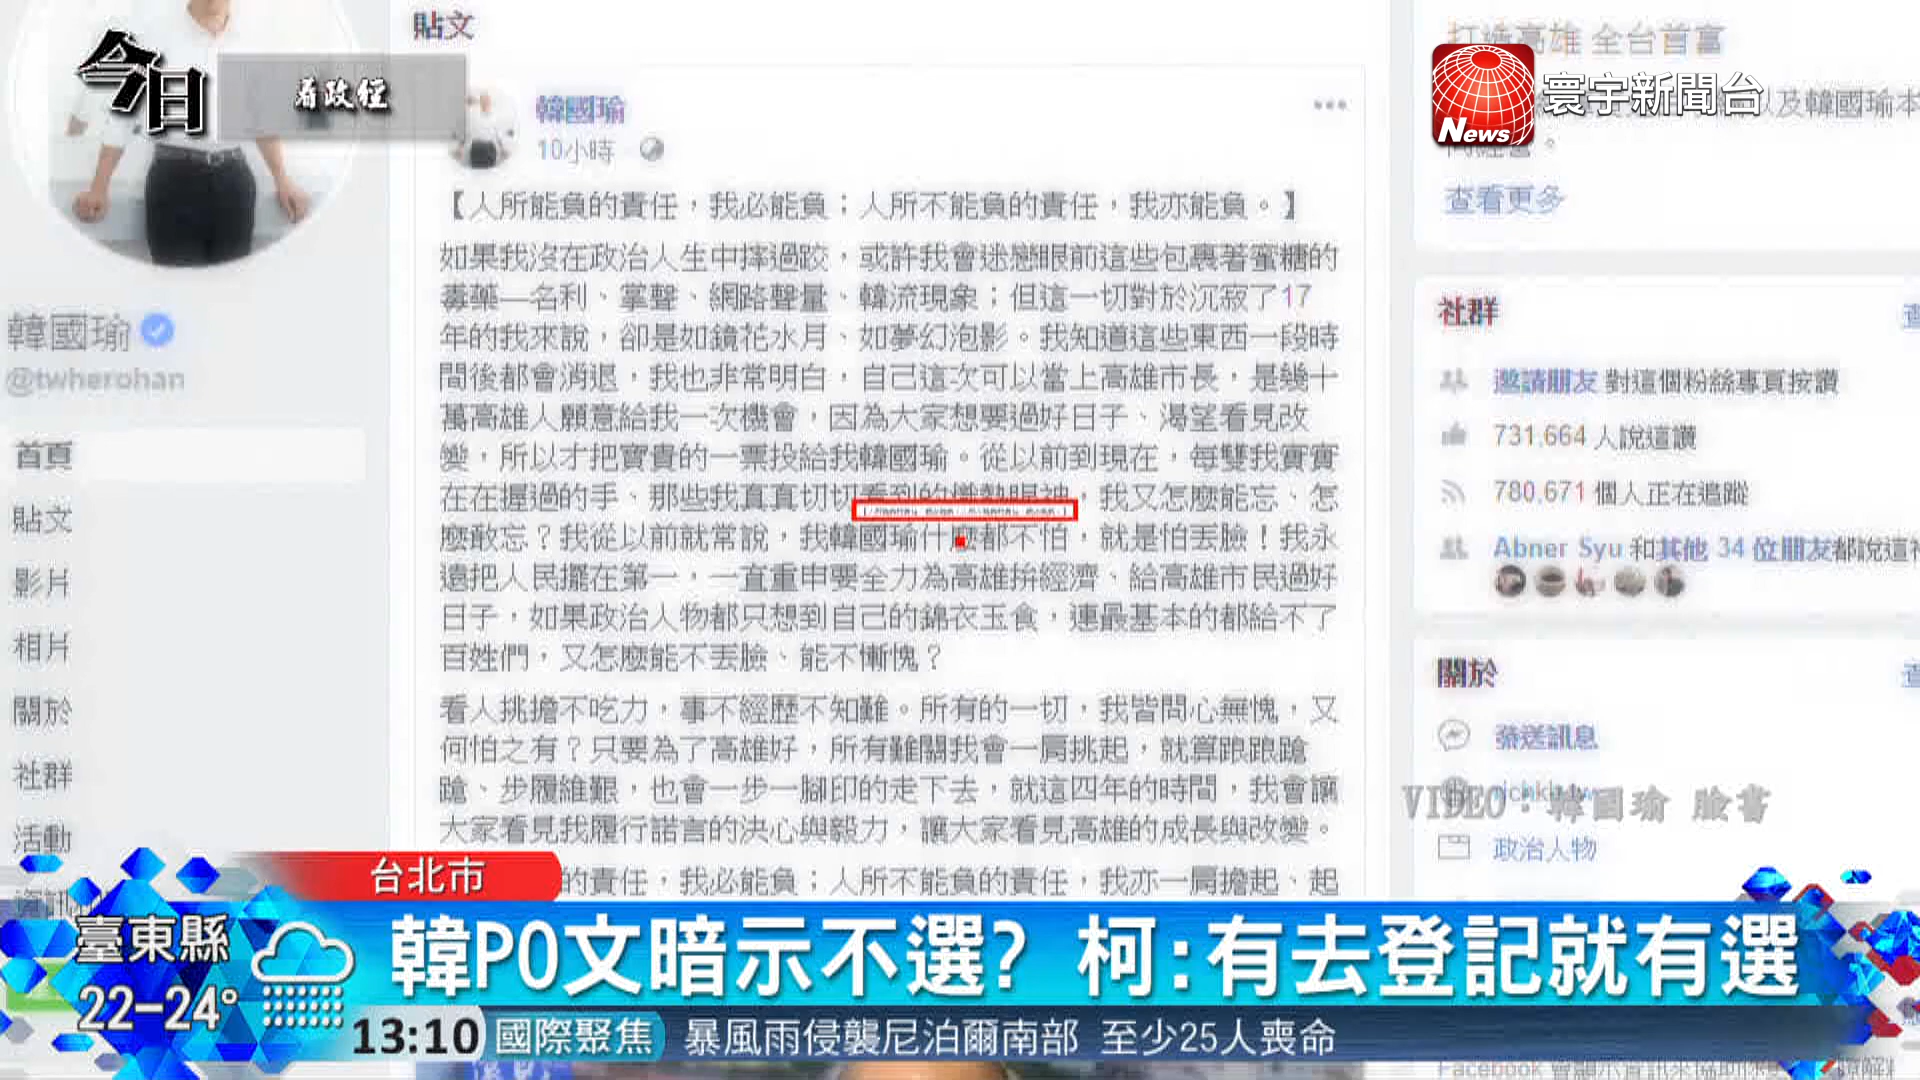 今日
看政經
寰宇新聞台
News
貼文
韓國瑜
10小時
【人所能負的責任，我必能負；人所不能負的責任，我亦能負。】
如果我沒在政治人生中摔過跤，或許我會迷戀眼前這些包裹著蜜糖的
毒藥—名利、掌聲、網路聲量、韓流現象；但這一切對於沉寂了17
年的我來說，卻是如鏡花水月、如夢幻泡影。我知道這些東西一段時
間後都會消退，我也非常明白，自己這次可以當上高雄市長，是幾十
萬高雄人願意給我一次機會，因為大家想要過好日子、渴望看見改
變，所以才把寶貴的一票投給我韓國瑜。從以前到現在，每雙我實實
在在握過的手、那些我真真切切看到的熾熱眼神，我又怎麼能忘、怎
麼敢忘？我從以前就常說，我韓國瑜什麼都不怕，就是怕丟臉！我永
遠把人民擺在第一，一直重申要全力為高雄拚經濟、給高雄市民過好
日子，如果政治人物都只想到自己的錦衣玉食，連最基本的都給不了
百姓們，又怎麼能不丟臉、能不慚愧？
看人挑擔不吃力，事不經歷不知難。所有的一切，我皆問心無愧，又
何怕之有？只要為了高雄好，所有難關我會一肩挑起，就算踉踉蹌
蹌、步履維艱，也會一步一腳印的走下去，就這四年的時間，我會讓
大家看見我履行諾言的決心與毅力，讓大家看見高雄的成長與改變。
的責任，我必能負；人所不能負的責任，我亦一肩擔起、起
韓國瑜
@twherohan
首頁
貼文
影片
相片
關於
社群
活動
打造高雄 全台首富
以及韓國瑜本
查看更多
社群
邀請朋友 對這個粉絲專頁按讚
731,664 人說這讚
780,671 個人正在追蹤
Abner Syu 和其他 34 位朋友都說這
關於
發送訊息
VIDEO：韓國瑜 臉書
政治人物
台北市
韓PO文暗示不選? 柯:有去登記就有選
臺東縣
22-24°
13:10 國際聚焦 暴風雨侵襲尼泊爾南部 至少25人喪命